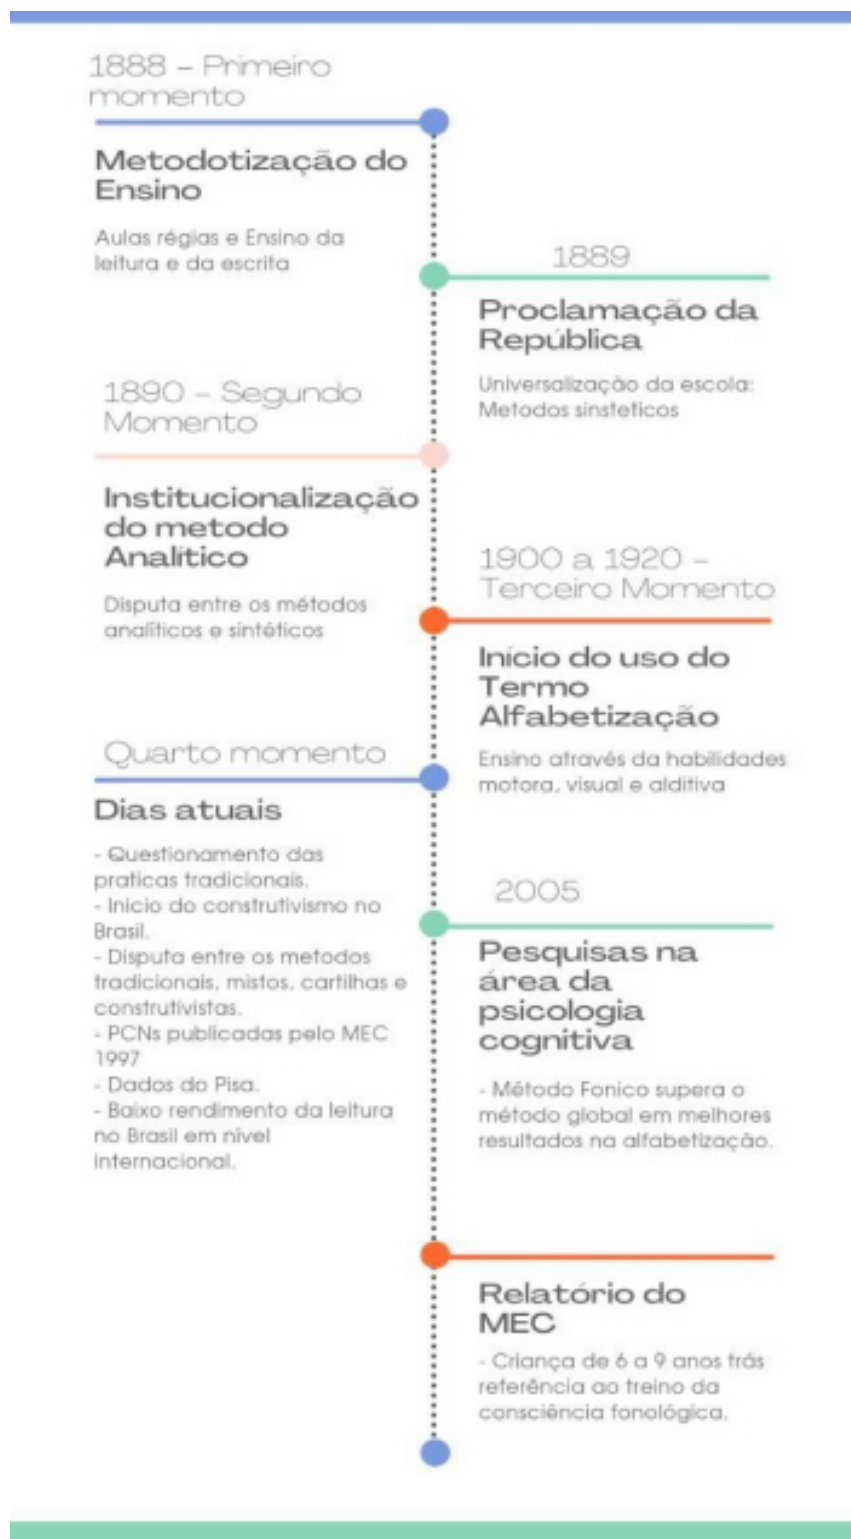 1888 – Primeiro
momento
Metodotização do
Ensino
Aulas régias e Ensino da
leitura e da escrita
1889
Proclamação da
República
Universalização da escola:
Metodos sinsteticos
1890 – Segundo
Momento
Institucionalização
do metodo
Analítico
Disputa entre os métodos
analíticos e sintéticos
1900 a 1920 –
Terceiro Momento
Início do uso do
Termo
Alfabetização
Ensino através da habilidades
motora, visual e alditiva
Quarto momento
Dias atuais
- Questionamento das
praticas tradicionais.
- Inicio do construtivismo no
Brasil.
- Disputa entre os metodos
tradicionais, mistos, cartilhas e
construtivistas.
- PCNs publicadas pelo MEC
1997
- Dados do Pisa.
- Baixo rendimento da leitura
no Brasil em nível
internacional.
2005
Pesquisas na
área da
psicologia
cognitiva
- Método Fonico supera o
método global em melhores
resultados na alfabetização.
Relatório do
MEC
- Criança de 6 a 9 anos trás
referência ao treino da
consciência fonológica.